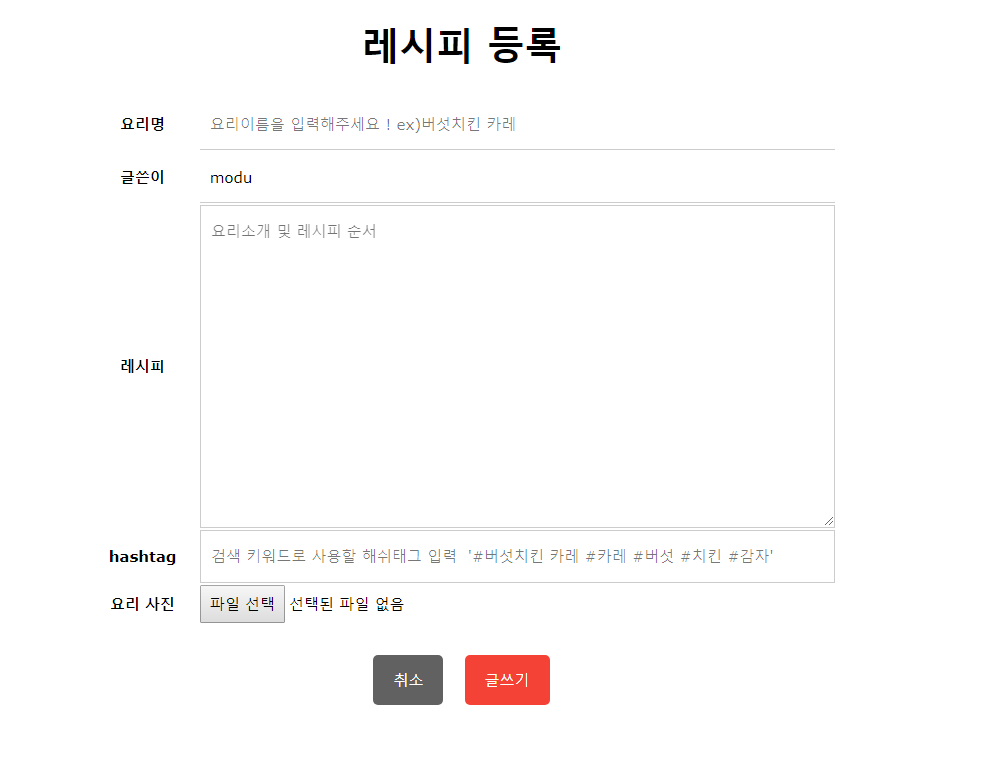 레시피 등록
요리명 요리이름을 입력해주세요 ! ex)버섯치킨 카레
글쓴이 modu
요리소개 및 레시피 순서
레시피
hashtag 검색 키워드로 사용할 해쉬태그 입력 '#버섯치킨 카레 #카레 #버섯 #치킨 #감자'
요리 사진 파일 선택 선택된 파일 없음
취소 글쓰기